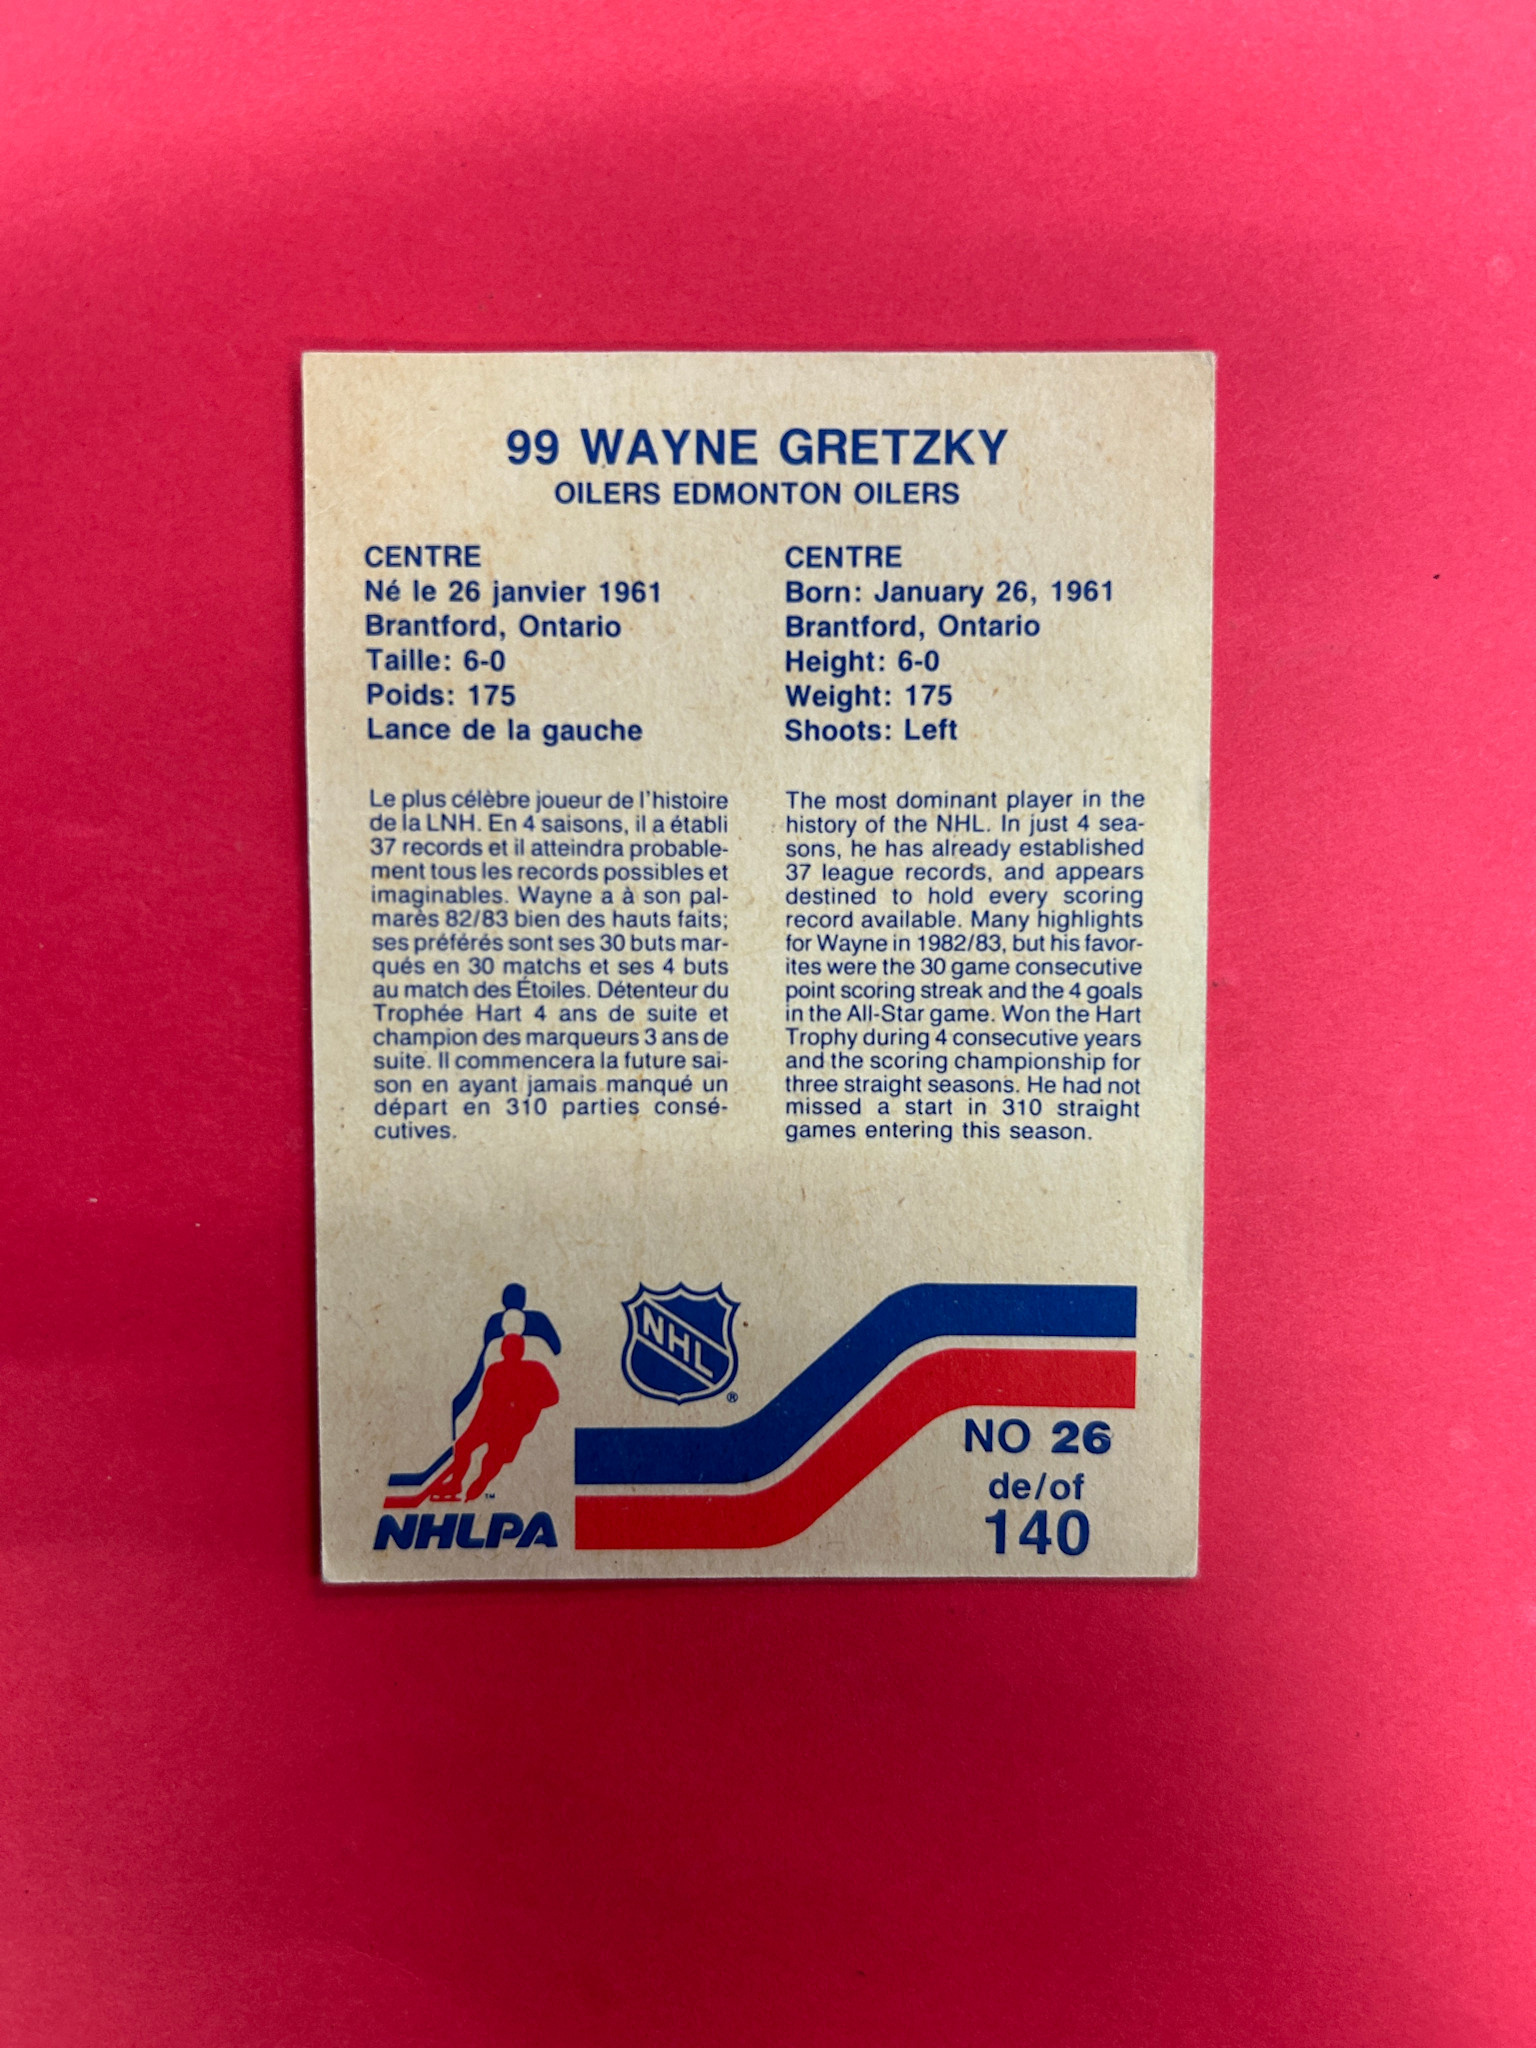 99 WAYNE GRETZKY
OILERS EDMONTON OILERS
CENTRE
Né le 26 janvier 1961
Brantford, Ontario
Taille: 6-0
Poids: 175
Lance de la gauche
CENTRE
Born: January 26, 1961
Brantford, Ontario
Height: 6-0
Weight: 175
Shoots: Left
Le plus célèbre joueur de l'histoire
de la LNH. En 4 saisons, il a établi
37 records et il atteindra probable-
ment tous les records possibles et
imaginables. Wayne a à son pal-
marès 82/83 bien des hauts faits;
ses préférés sont ses 30 buts mar-
qués en 30 matchs et ses 4 buts
au match des Étoiles. Détenteur du
Trophée Hart 4 ans de suite et
champion des marqueurs 3 ans de
suite. Il commencera la future sai-
son en ayant jamais manqué un
départ en 310 parties consé-
cutives.
The most dominant player in the
history of the NHL. In just 4 sea-
sons, he has already established
37 league records, and appears
destined to hold every scoring
record available. Many highlights
for Wayne in 1982/83, but his favor-
ites were the 30 game consecutive
point scoring streak and the 4 goals
in the All-Star game. Won the Hart
Trophy during 4 consecutive years
and the scoring championship for
three straight seasons. He had not
missed a start in 310 straight
games entering this season.
NHL
®
™
NHLPA
NO 26
de/of
140